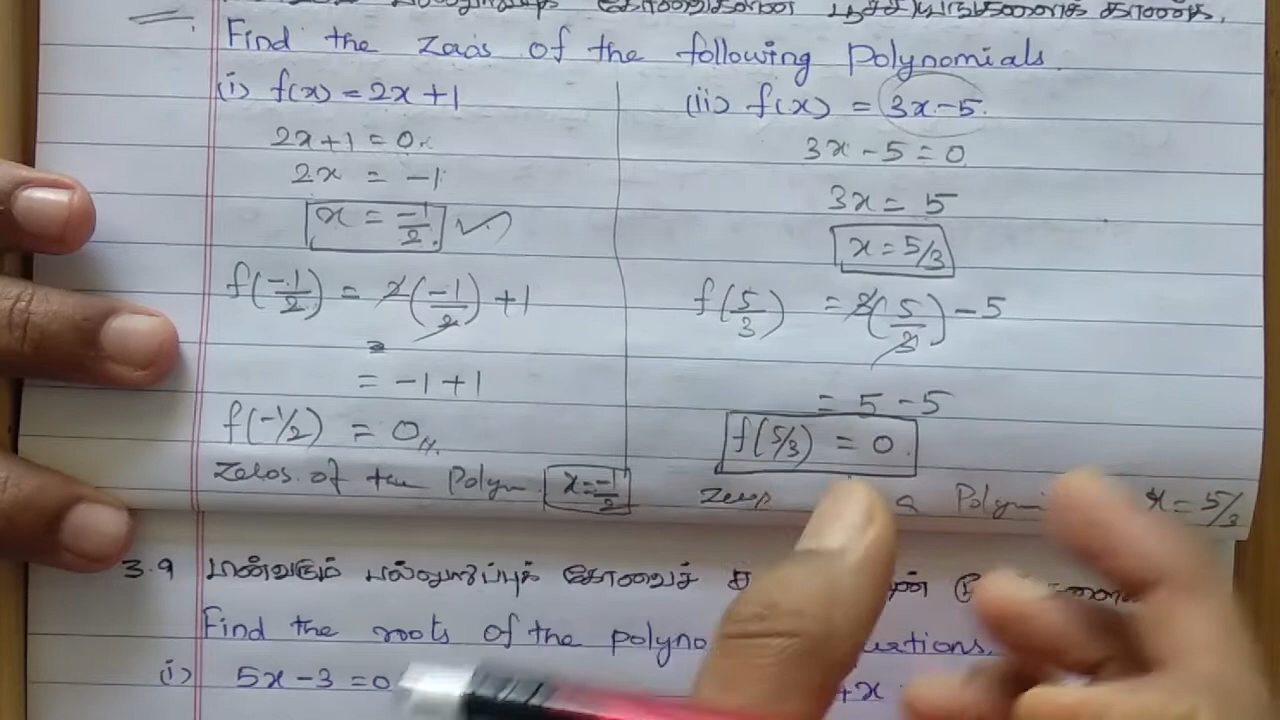 Find the Zeros of the following Polynomials
(i) f(x) = 2x + 1
2x + 1 = 0
2x = -1
x = -1/2
f(-1/2) = 2(-1/2) + 1
= -1 + 1
f(-1/2) = 0
Zeros of the Polyn x = -1/2
(ii) f(x) = 3x - 5
3x - 5 = 0
3x = 5
x = 5/3
f(5/3) = 3(5/3) - 5
= 5 - 5
f(5/3) = 0
a x = 5/3
3.9 பின்வரும் பல்லுறுப்புக் கோவைச்
Find the roots of the polyno uations.
(i) 5x - 3 = 0 +x